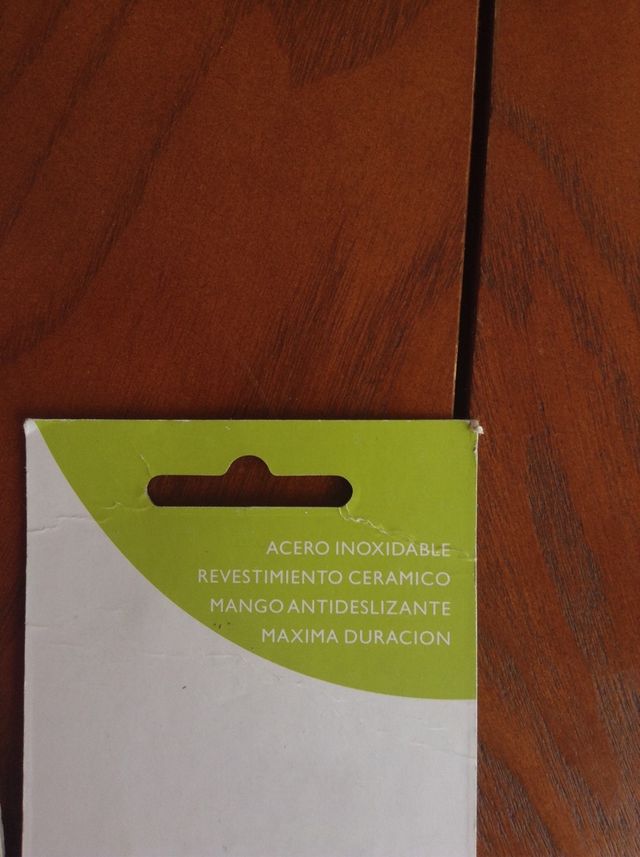 ACERO INOXIDABLE
REVESTIMIENTO CERAMICO
MANGO ANTIDESLIZANTE
MAXIMA DURACION